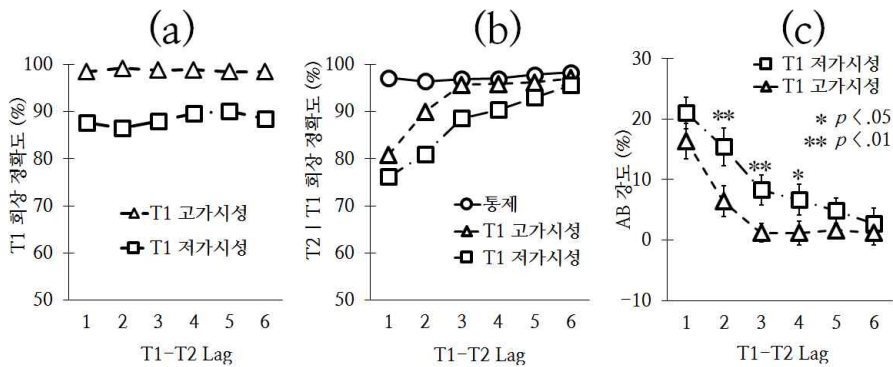 (a)
T1 회상 정확도 (%)
100
90
80
70
60
50
T1 고가시성
T1 저가시성
1 2 3 4 5 6
T1-T2 Lag
(b)
T2 | T1 회상 정확도 (%)
100
90
80
70
60
50
통제
T1 고가시성
T1 저가시성
1 2 3 4 5 6
T1-T2 Lag
(c)
AB 강도 (%)
30
20
10
0
-10
T1 저가시성
T1 고가시성
* p < .05
** p < .01
**
**
*
1 2 3 4 5 6
T1-T2 Lag